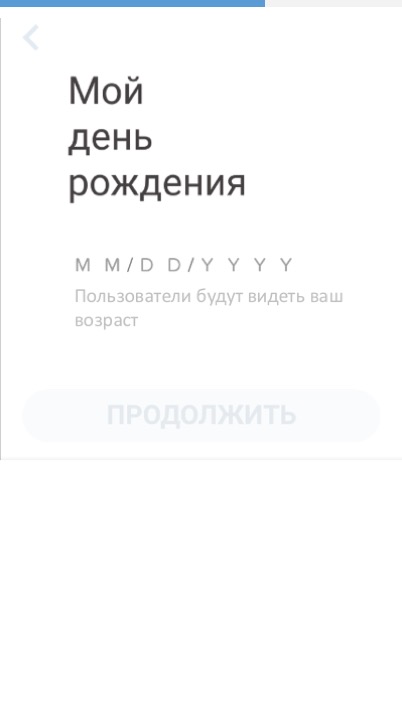 Мой
день
рождения
M M/D D/Y Y Y Y
Пользователи будут видеть ваш
возраст
ПРОДОЛЖИТЬ